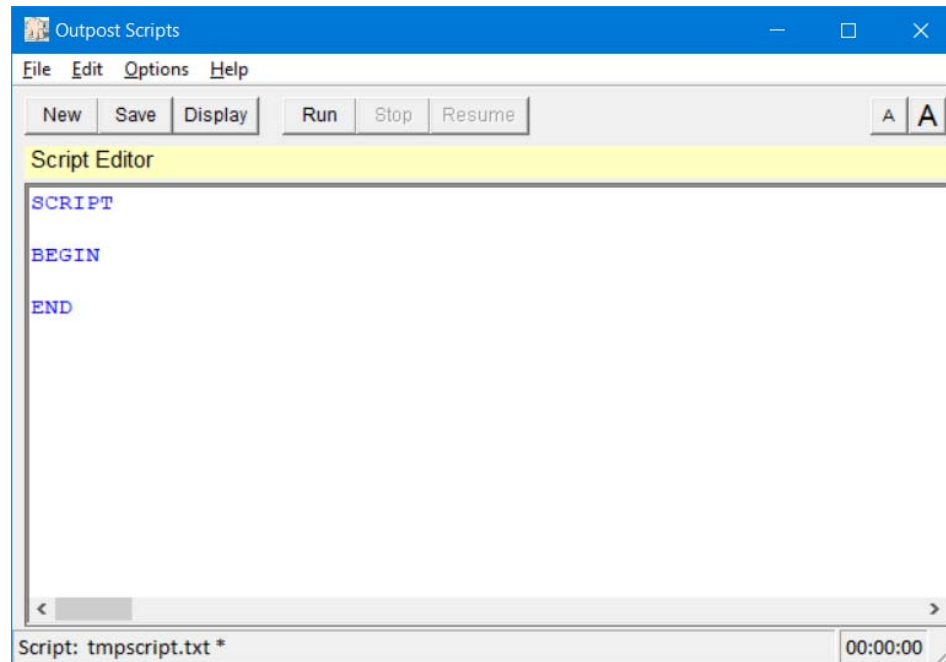 Outpost Scripts
File Edit Options Help
New Save Display Run Stop Resume A A
Script Editor
SCRIPT
BEGIN
END
Script: tmpscript.txt * 00:00:00